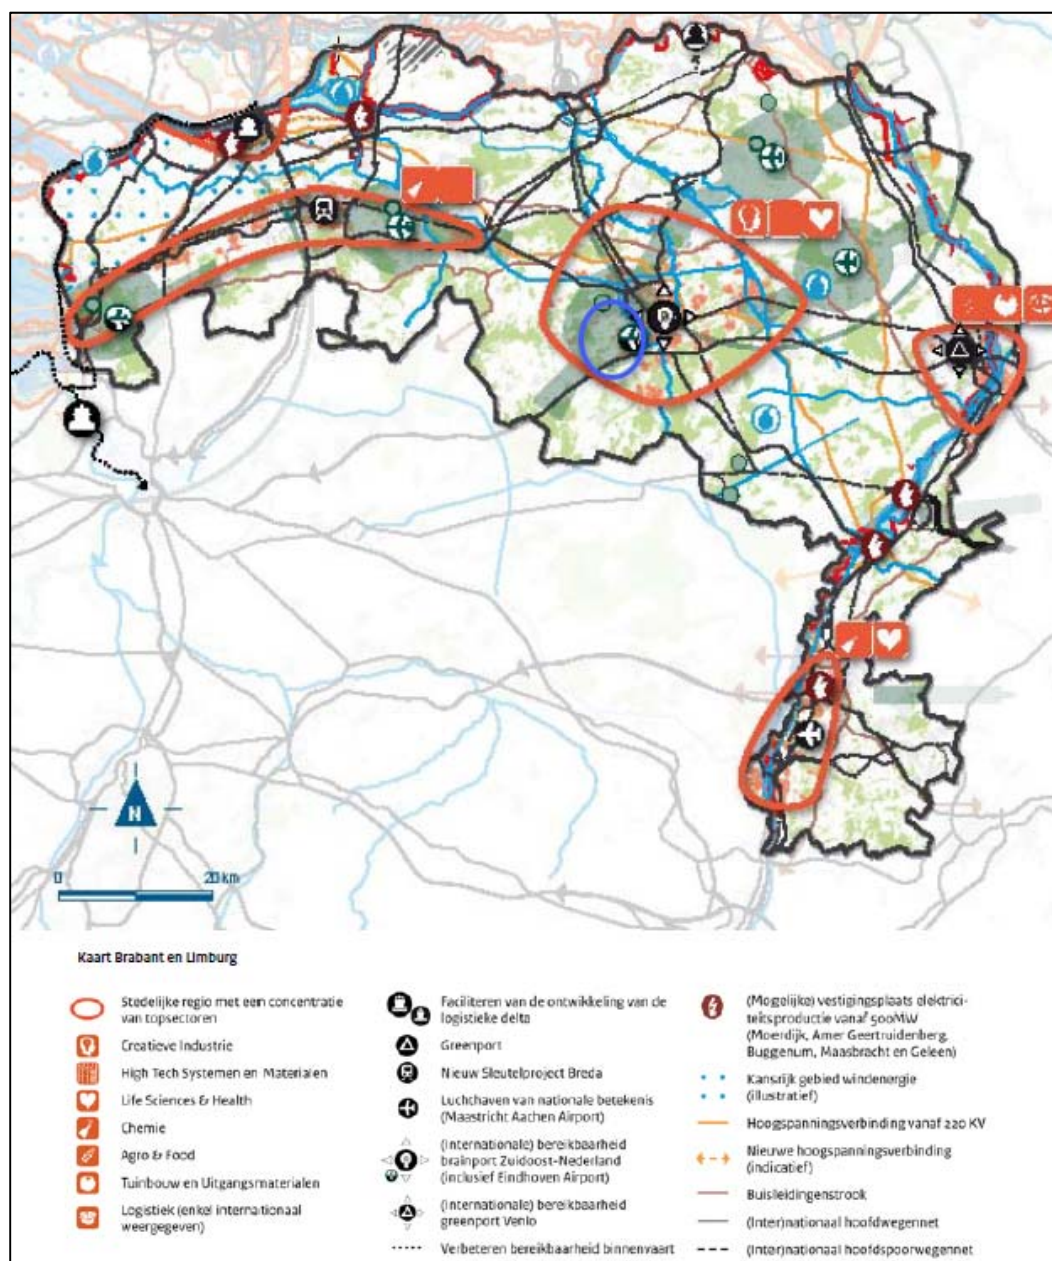 N
0
20 km
Kaart Brabant en Limburg
Stedelijke regio met een concentratie
van topsectoren
Creatieve Industrie
High Tech Systemen en Materialen
Life Sciences & Health
Chemie
Agro & Food
Tuinbouw en Uitgangsmaterialen
Logistiek (enkel internationaal
weergegeven)
Faciliteren van de ontwikkeling van de
logistieke delta
Greenport
Nieuw Sleutelproject Breda
Luchthaven van nationale betekenis
(Maastricht Aachen Airport)
(internationale) bereikbaarheid
brainport Zuidoost-Nederland
(inclusief Eindhoven Airport)
(internationale) bereikbaarheid
greenport Venlo
Verbeteren bereikbaarheid binnenvaart
(Mogelijke) vestigingsplaats elektrici-
teitsproductie vanaf 500MW
(Moerdijk, Amer Geertruidenberg,
Buggenum, Maasbracht en Geleen)
Kansrijk gebied windenergie
(illustratief)
Hoogspanningsverbinding vanaf 220 KV
Nieuwe hoogspanningsverbinding
(indicatief)
Buisleidingenstrook
(Inter)nationaal hoofdwegennet
(Inter)nationaal hoofdspoorwegennet